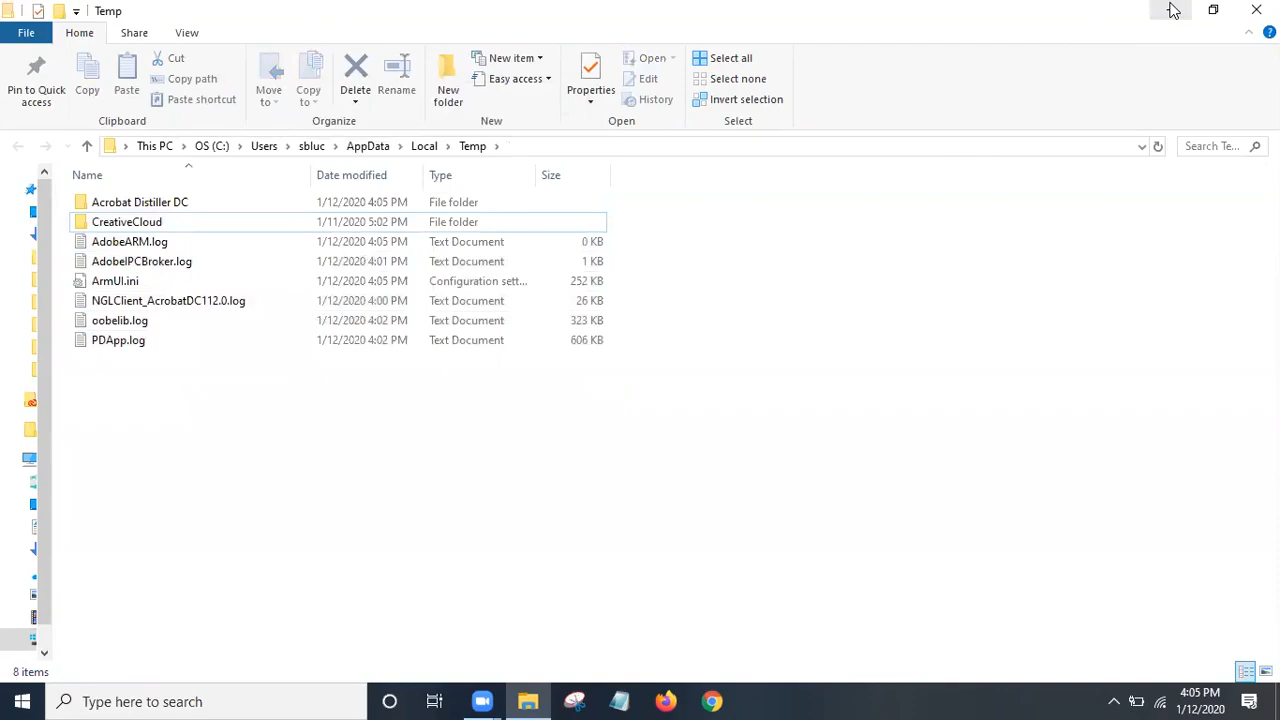 Temp
File Home Share View
Pin to Quick access
Copy
Paste
Cut
Copy path
Paste shortcut
Clipboard
Move to
Copy to
Delete
Rename
Organize
New folder
New item
Easy access
New
Properties
Open
Edit
History
Open
Select all
Select none
Invert selection
Select
This PC OS (C:) Users sbluc AppData Local Temp
Search Te...
Name Date modified Type Size
Acrobat Distiller DC 1/12/2020 4:05 PM File folder
CreativeCloud 1/11/2020 5:02 PM File folder
AdobeARM.log 1/12/2020 4:05 PM Text Document 0 KB
AdobeIPCBroker.log 1/12/2020 4:01 PM Text Document 1 KB
ArmUI.ini 1/12/2020 4:05 PM Configuration sett... 252 KB
NGLClient_AcrobatDC112.0.log 1/12/2020 4:00 PM Text Document 26 KB
oobelib.log 1/12/2020 4:02 PM Text Document 323 KB
PDApp.log 1/12/2020 4:02 PM Text Document 606 KB
8 items
Type here to search
4:05 PM
1/12/2020